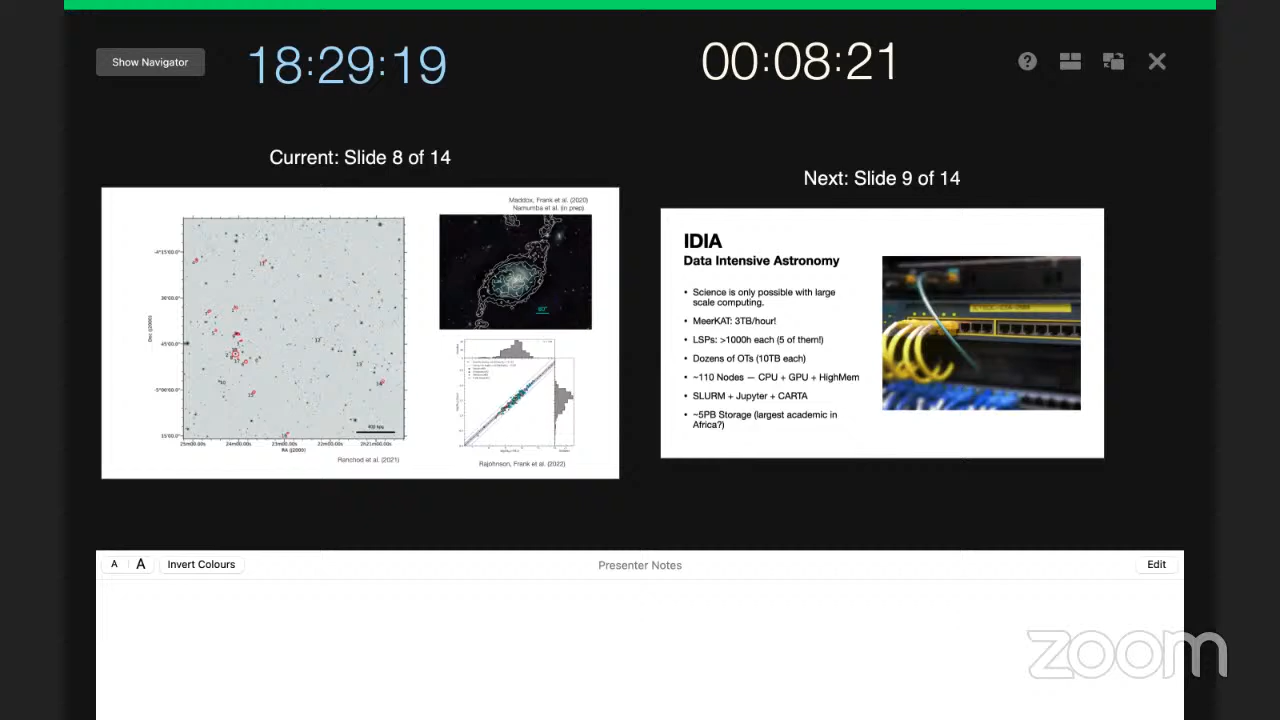 Show Navigator
18:29:19
00:08:21
Current: Slide 8 of 14
Next: Slide 9 of 14
Maddox, Frank et al. (2020)
Namumba et al. (in prep)
Ranchod et al. (2021)
Rajohnson, Frank et al. (2022)
RA (J2000)
Dec (J2000)
IDIA
Data Intensive Astronomy
• Science is only possible with large
scale computing.
• MeerKAT: 3TB/hour!
• LSPs: >1000h each (5 of them!)
• Dozens of OTs (10TB each)
• ~110 Nodes — CPU + GPU + HighMem
• SLURM + Jupyter + CARTA
• ~5PB Storage (largest academic in
Africa?)
A A Invert Colours
Presenter Notes
Edit
zoom